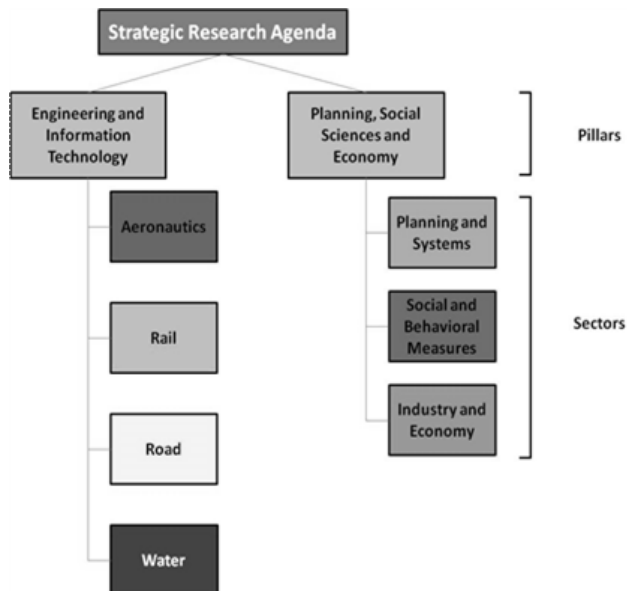 Strategic Research Agenda
Engineering and
Information
Technology
Planning, Social
Sciences and
Economy
Pillars
Aeronautics
Rail
Road
Water
Planning and
Systems
Social and
Behavioral
Measures
Industry and
Economy
Sectors